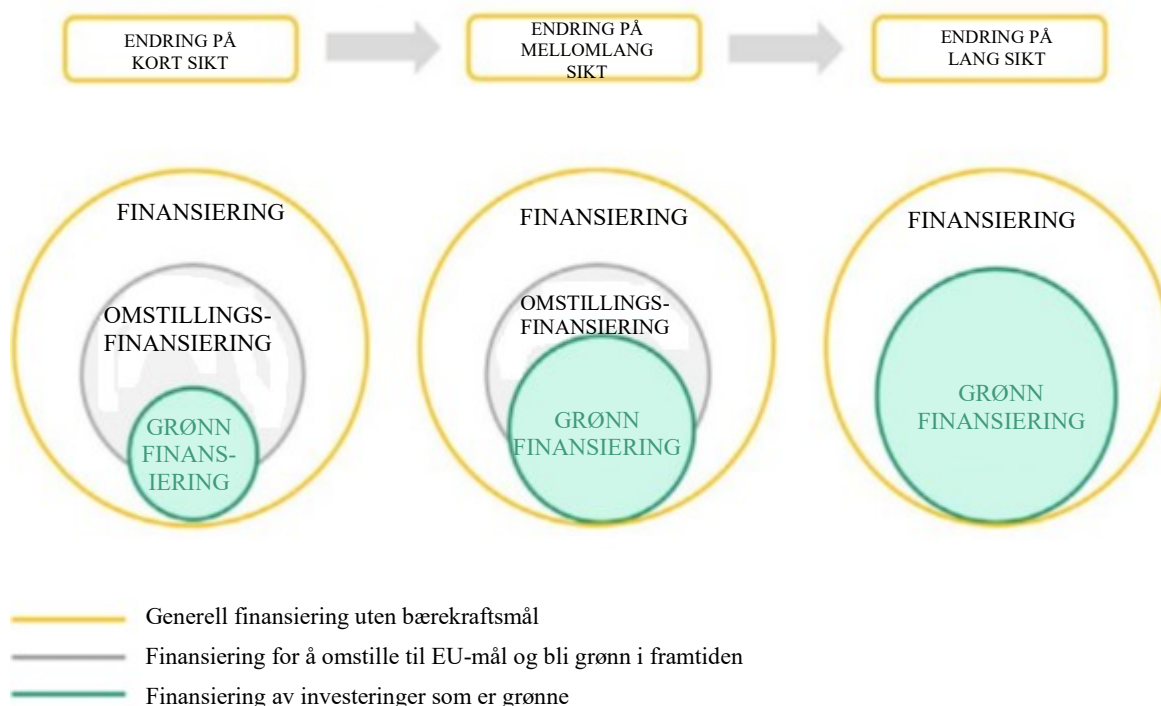 ENDRING PÅ
KORT SIKT
ENDRING PÅ
MELLOMLANG
SIKT
ENDRING PÅ
LANG SIKT
FINANSIERING
OMSTILLINGS-
FINANSIERING
GRØNN
FINANS-
IERING
FINANSIERING
OMSTILLINGS-
FINANSIERING
GRØNN
FINANSIERING
FINANSIERING
GRØNN
FINANSIERING
Generell finansiering uten bærekraftsmål
Finansiering for å omstille til EU-mål og bli grønn i framtiden
Finansiering av investeringer som er grønne